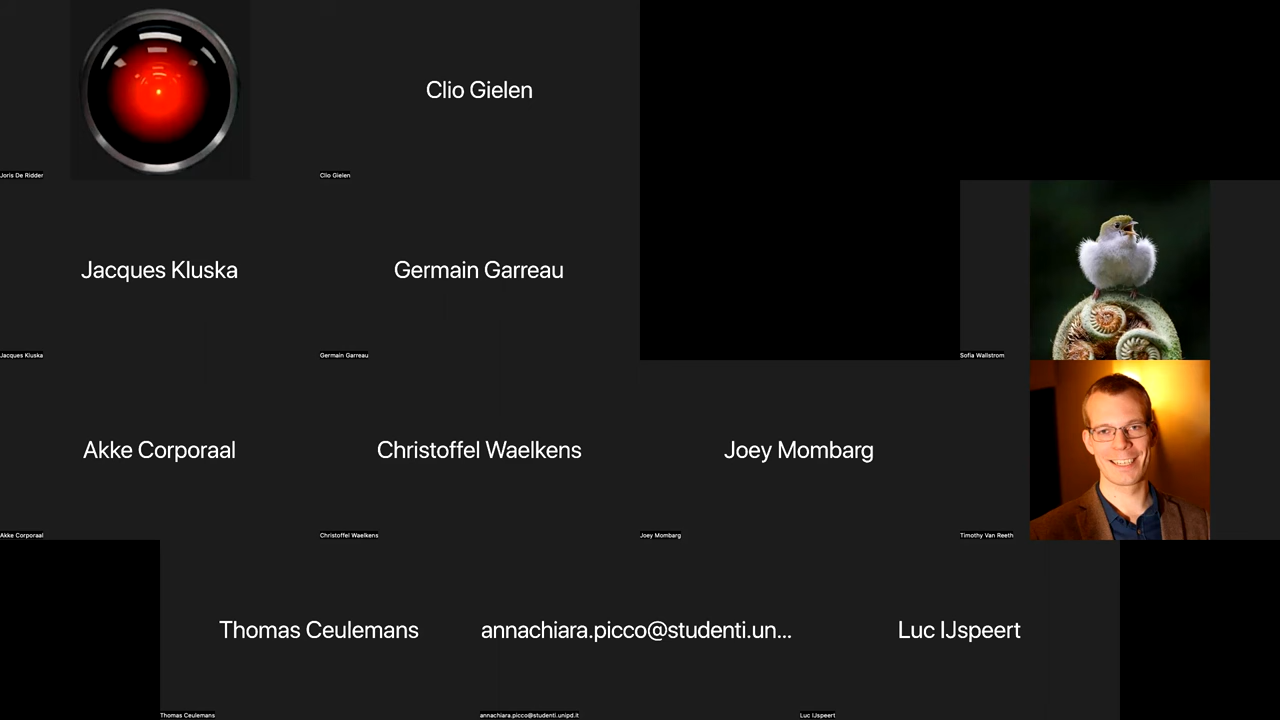 Clio Gielen
Joris De Ridder
Clio Gielen
Jacques Kluska
Germain Garreau
Jacques Kluska
Germain Garreau
Sofia Wallstrom
Akke Corporaal
Christoffel Waelkens
Joey Mombarg
Akke Corporaal
Christoffel Waelkens
Joey Mombarg
Timothy Van Reeth
Thomas Ceulemans
annachiara.picco@studenti.un...
Luc IJspeert
Thomas Ceulemans
annachiara.picco@studenti.unipd.it
Luc IJspeert